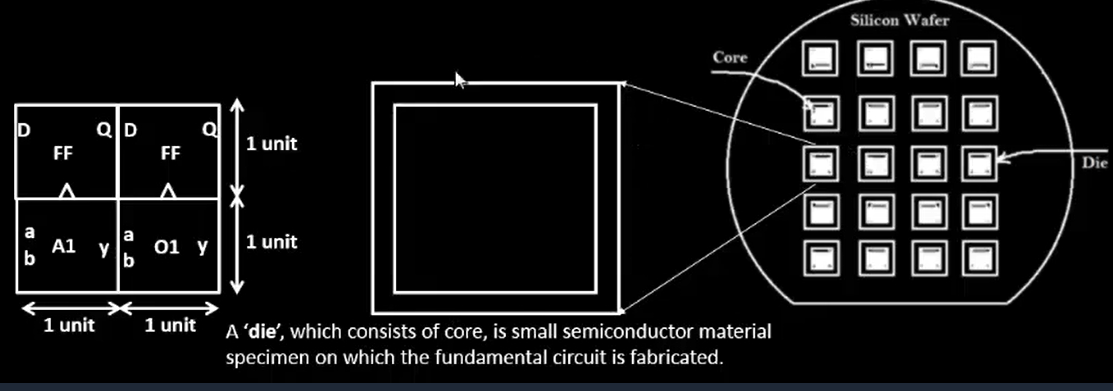 Silicon Wafer
Core
Die
D Q D Q
FF FF
1 unit
a A1 y a O1 y
b b
1 unit
1 unit 1 unit
A ‘die’, which consists of core, is small semiconductor material
specimen on which the fundamental circuit is fabricated.